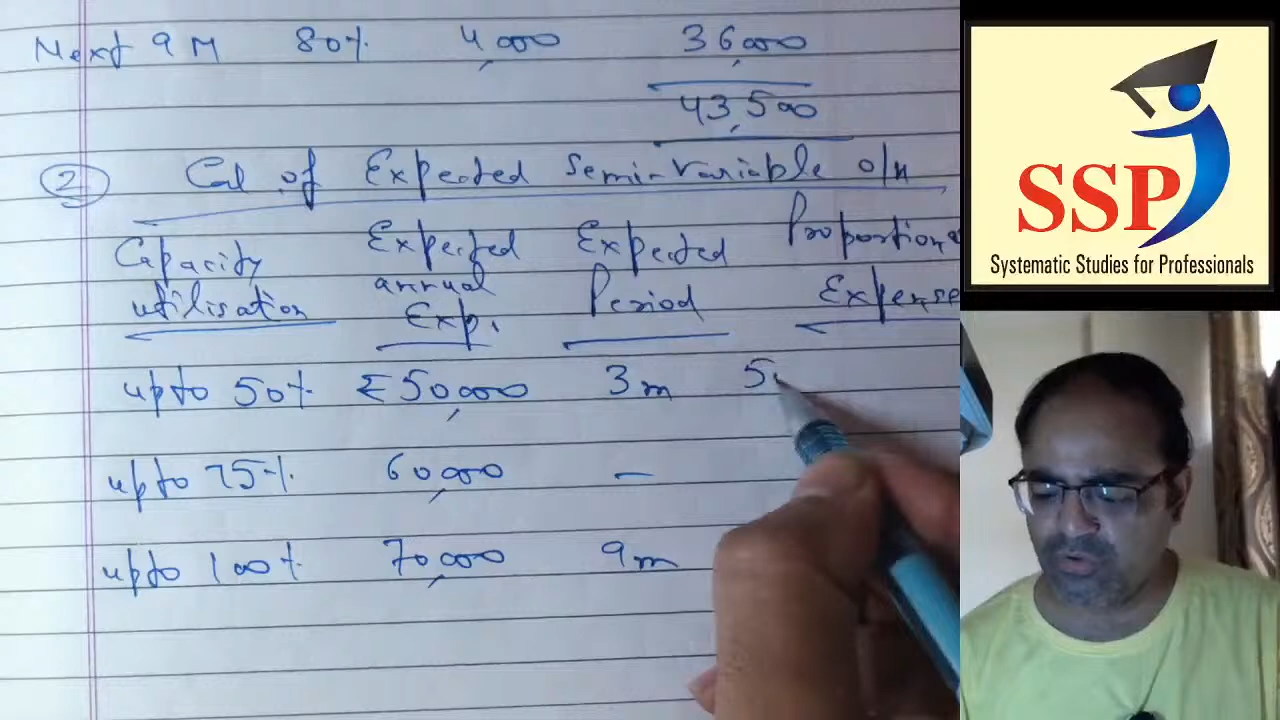 Next 9 M 80% 4,000 36,000
43,500
2 Cal of Expected Semi-Variable o/h
Capacity utilisation Expected annual Exp. Expected Period Proportiona Expense
upto 50% ₹50,000 3m 5
upto 75% 60,000 —
upto 100% 70,000 9m
SSP
Systematic Studies for Professionals